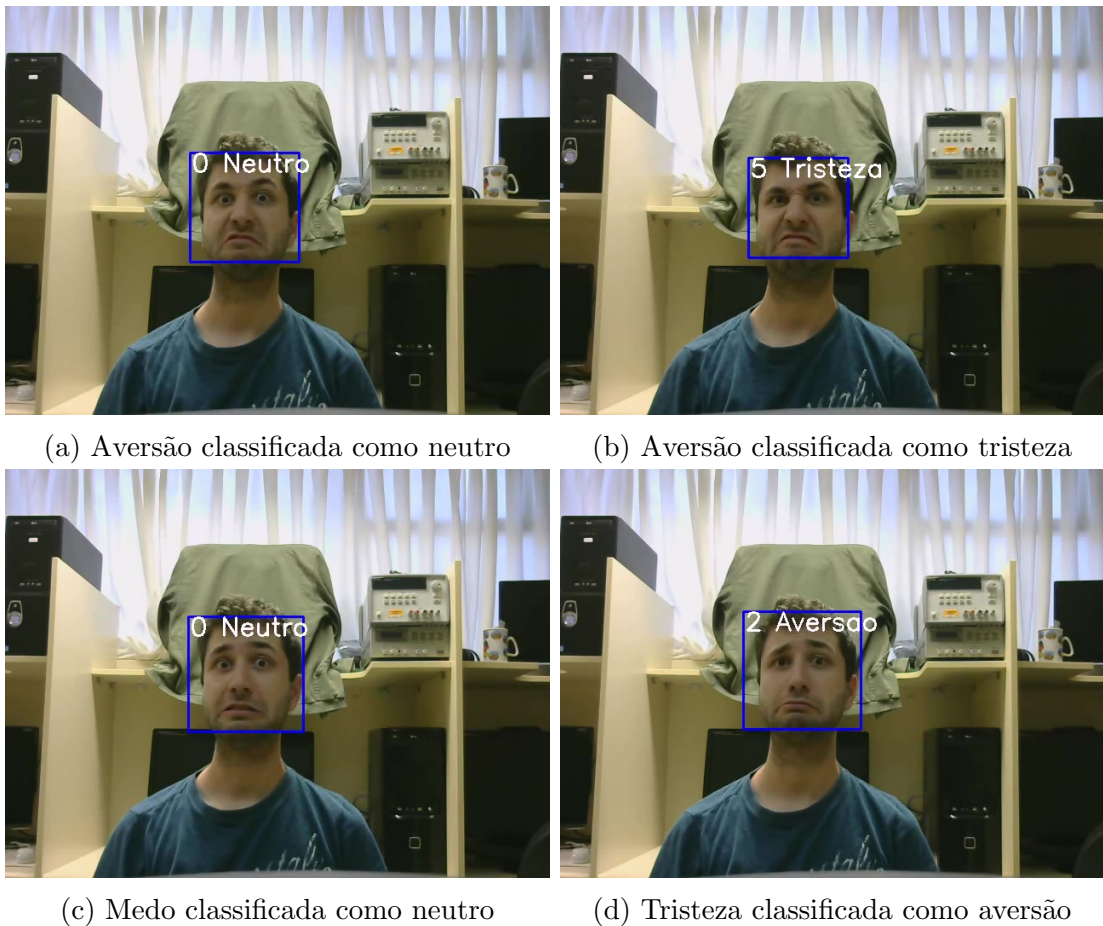 0 Neutro
5 Tristeza
(a) Aversão classificada como neutro
(b) Aversão classificada como tristeza
0 Neutro
2 Aversao
(c) Medo classificada como neutro
(d) Tristeza classificada como aversão